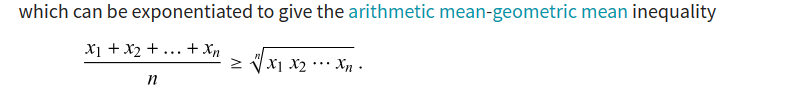 which can be exponentiated to give the arithmetic mean-geometric mean inequality
x₁ + x₂ + … + xₙ / n ≥ ⁿ√(x₁ x₂ ⋯ xₙ) .